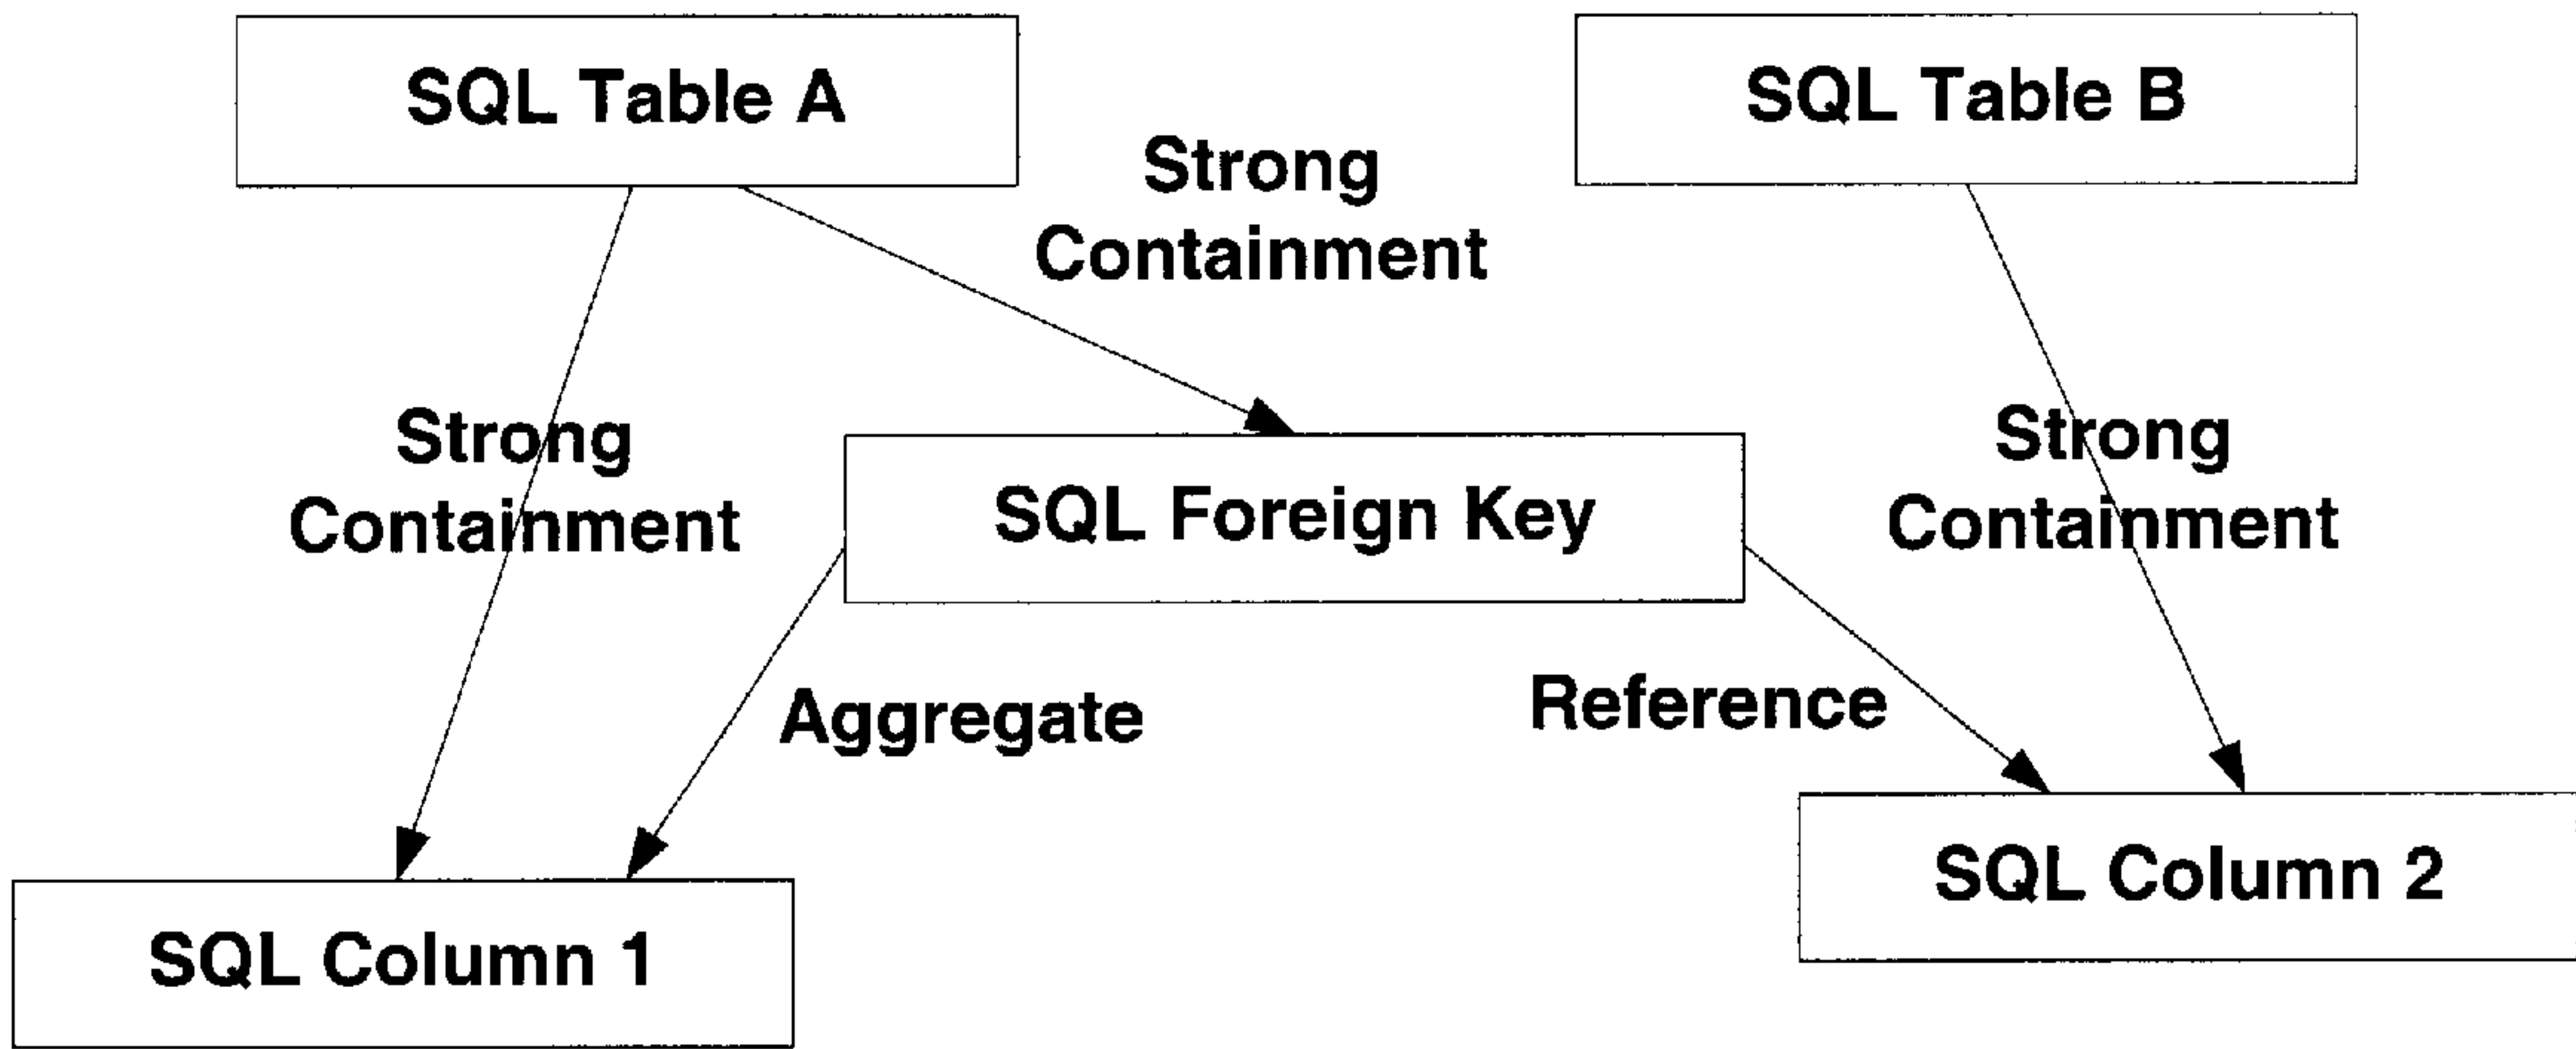 SQL Table A
SQL Table B
Strong
Containment
Strong
Containment
Strong
Containment
SQL Foreign Key
Aggregate
Reference
SQL Column 1
SQL Column 2